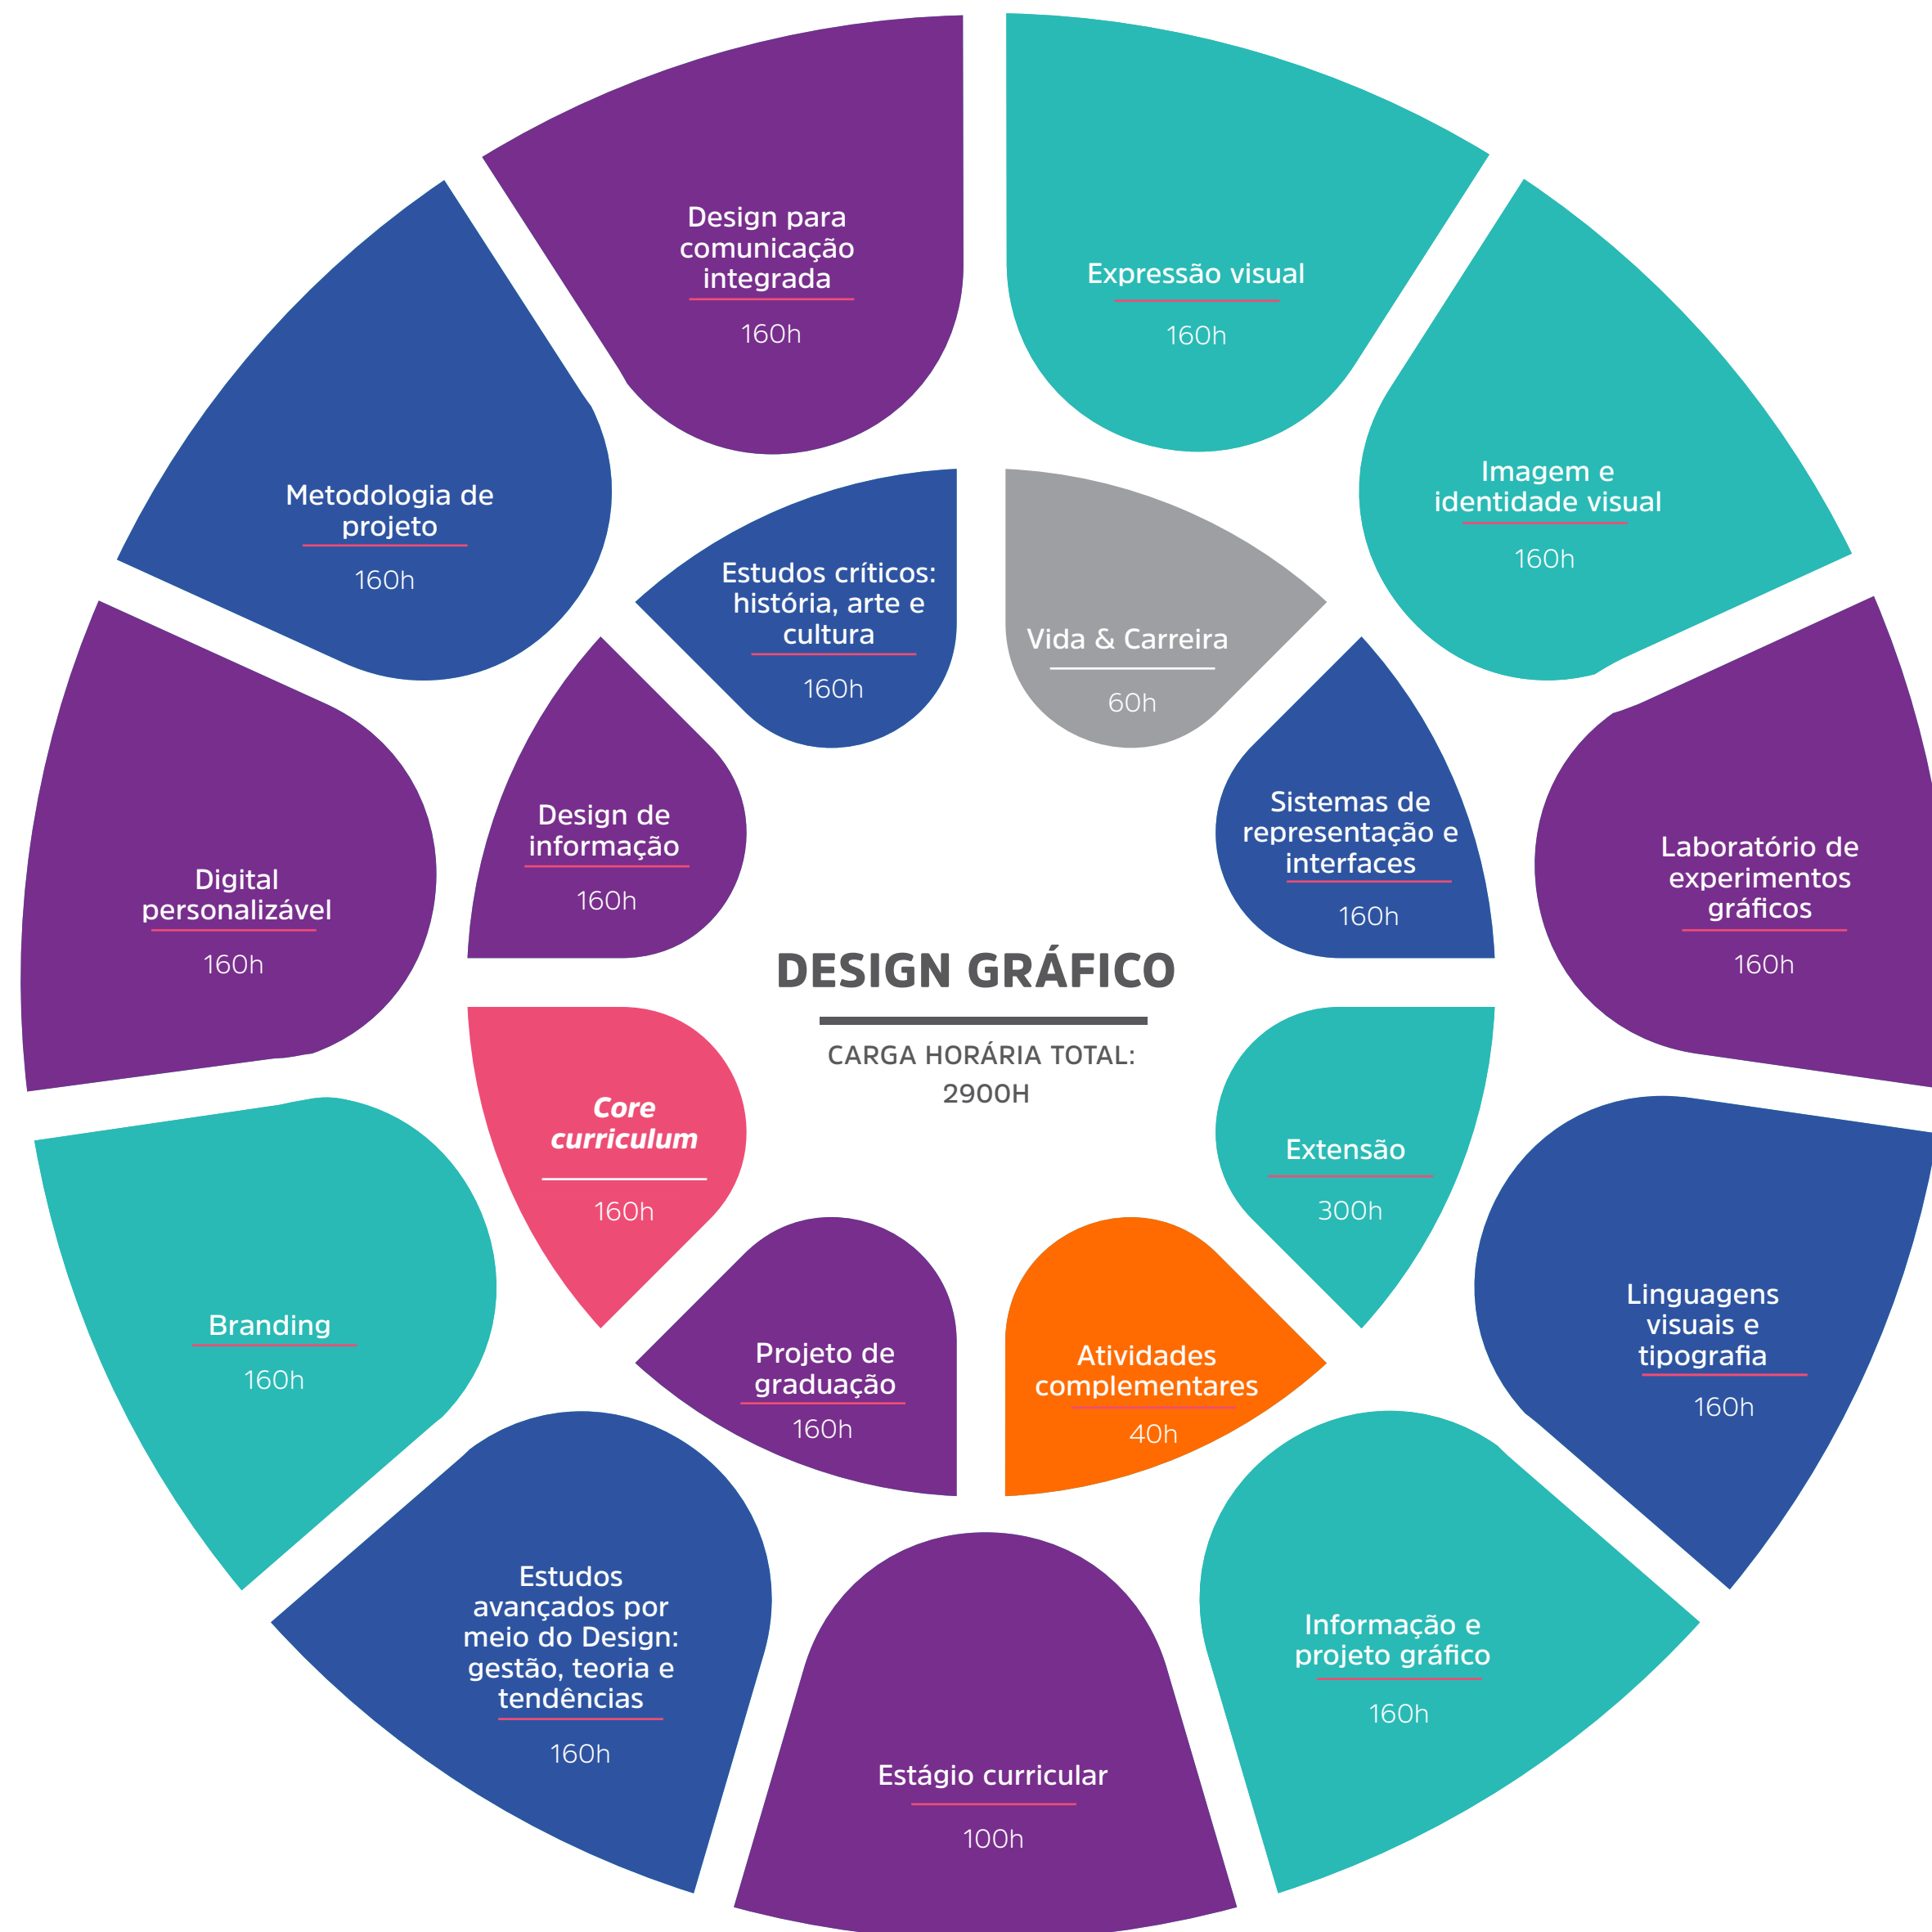 Design para
comunicação
integrada
160h
Expressão visual
160h
Imagem e
identidade visual
160h
Laboratório de
experimentos
gráficos
160h
Linguagens
visuais e
tipografia
160h
Informação e
projeto gráfico
160h
Estágio curricular
100h
Estudos
avançados por
meio do Design:
gestão, teoria e
tendências
160h
Branding
160h
Digital
personalizável
160h
Metodologia de
projeto
160h
Estudos críticos:
história, arte e
cultura
160h
Vida & Carreira
60h
Sistemas de
representação e
interfaces
160h
Extensão
300h
Atividades
complementares
40h
Projeto de
graduação
160h
Core
curriculum
160h
Design de
informação
160h
DESIGN GRÁFICO
CARGA HORÁRIA TOTAL:
2900H